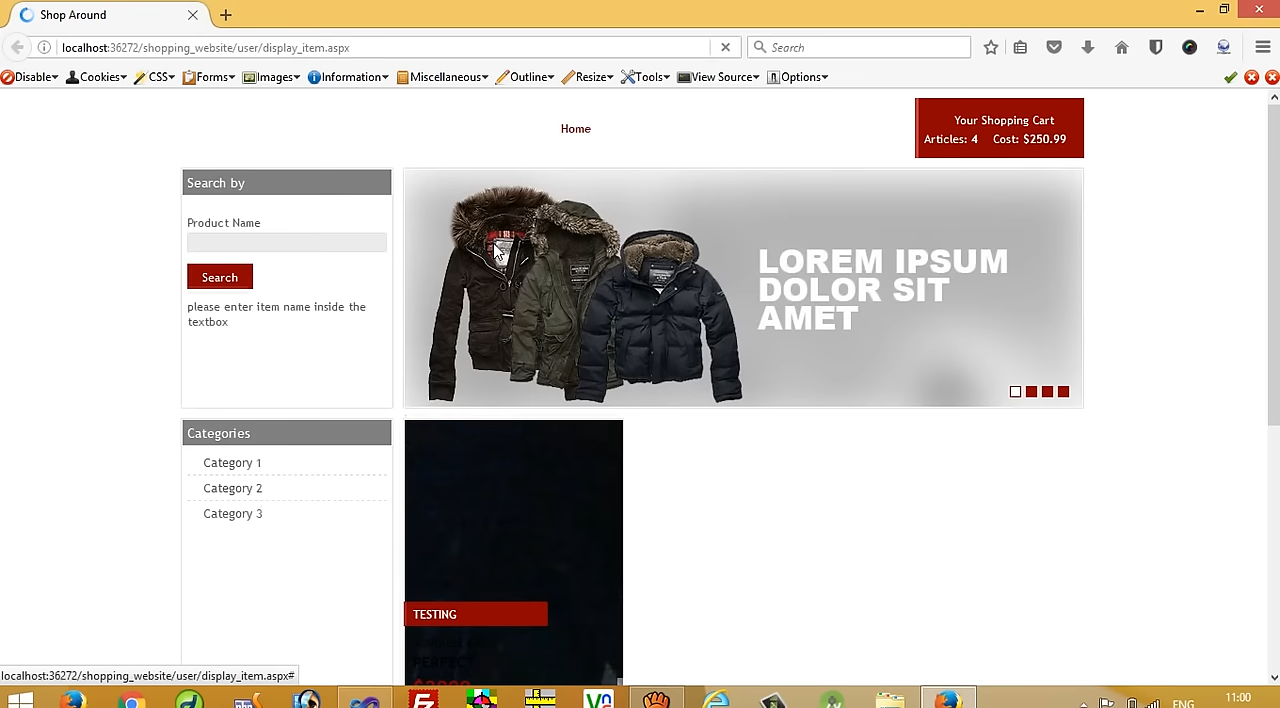 Shop Around
localhost:36272/shopping_website/user/display_item.aspx
Search
Disable Cookies CSS Forms Images Information Miscellaneous Outline Resize Tools View Source Options
Home
Your Shopping Cart
Articles: 4 Cost: $250.99
Search by
Product Name
Search
please enter item name inside the
textbox
LOREM IPSUM
DOLOR SIT
AMET
Categories
Category 1
Category 2
Category 3
TESTING
PERFECT
localhost:36272/shopping_website/user/display_item.aspx#
ENG
11:00